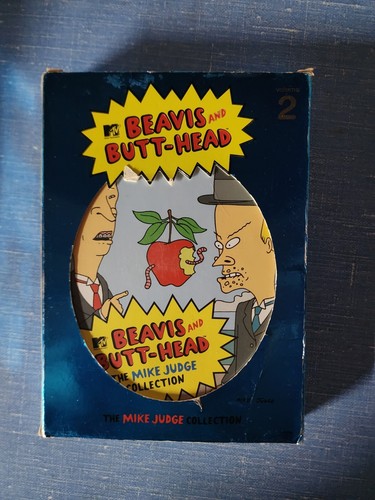 2
MTV
BEAVIS AND
BUTT-HEAD
MTV
BEAVIS AND
BUTT-HEAD
THE MIKE JUDGE
COLLECTION
THE MIKE JUDGE COLLECTION